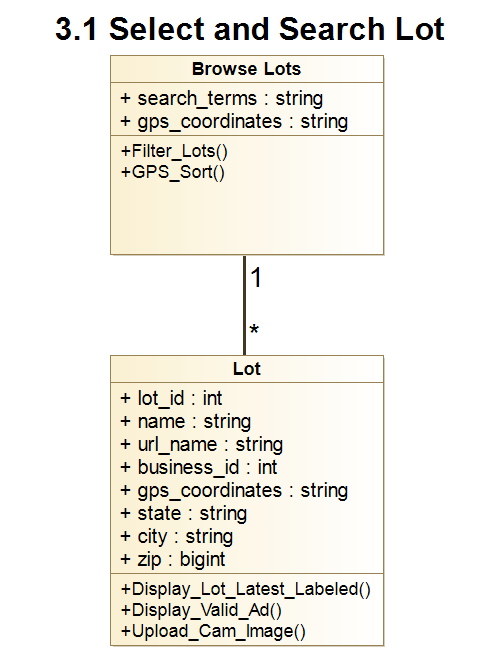 3.1 Select and Search Lot
Browse Lots
+ search_terms : string
+ gps_coordinates : string
+Filter_Lots()
+GPS_Sort()
1
*
Lot
+ lot_id : int
+ name : string
+ url_name : string
+ business_id : int
+ gps_coordinates : string
+ state : string
+ city : string
+ zip : bigint
+Display_Lot_Latest_Labeled()
+Display_Valid_Ad()
+Upload_Cam_Image()